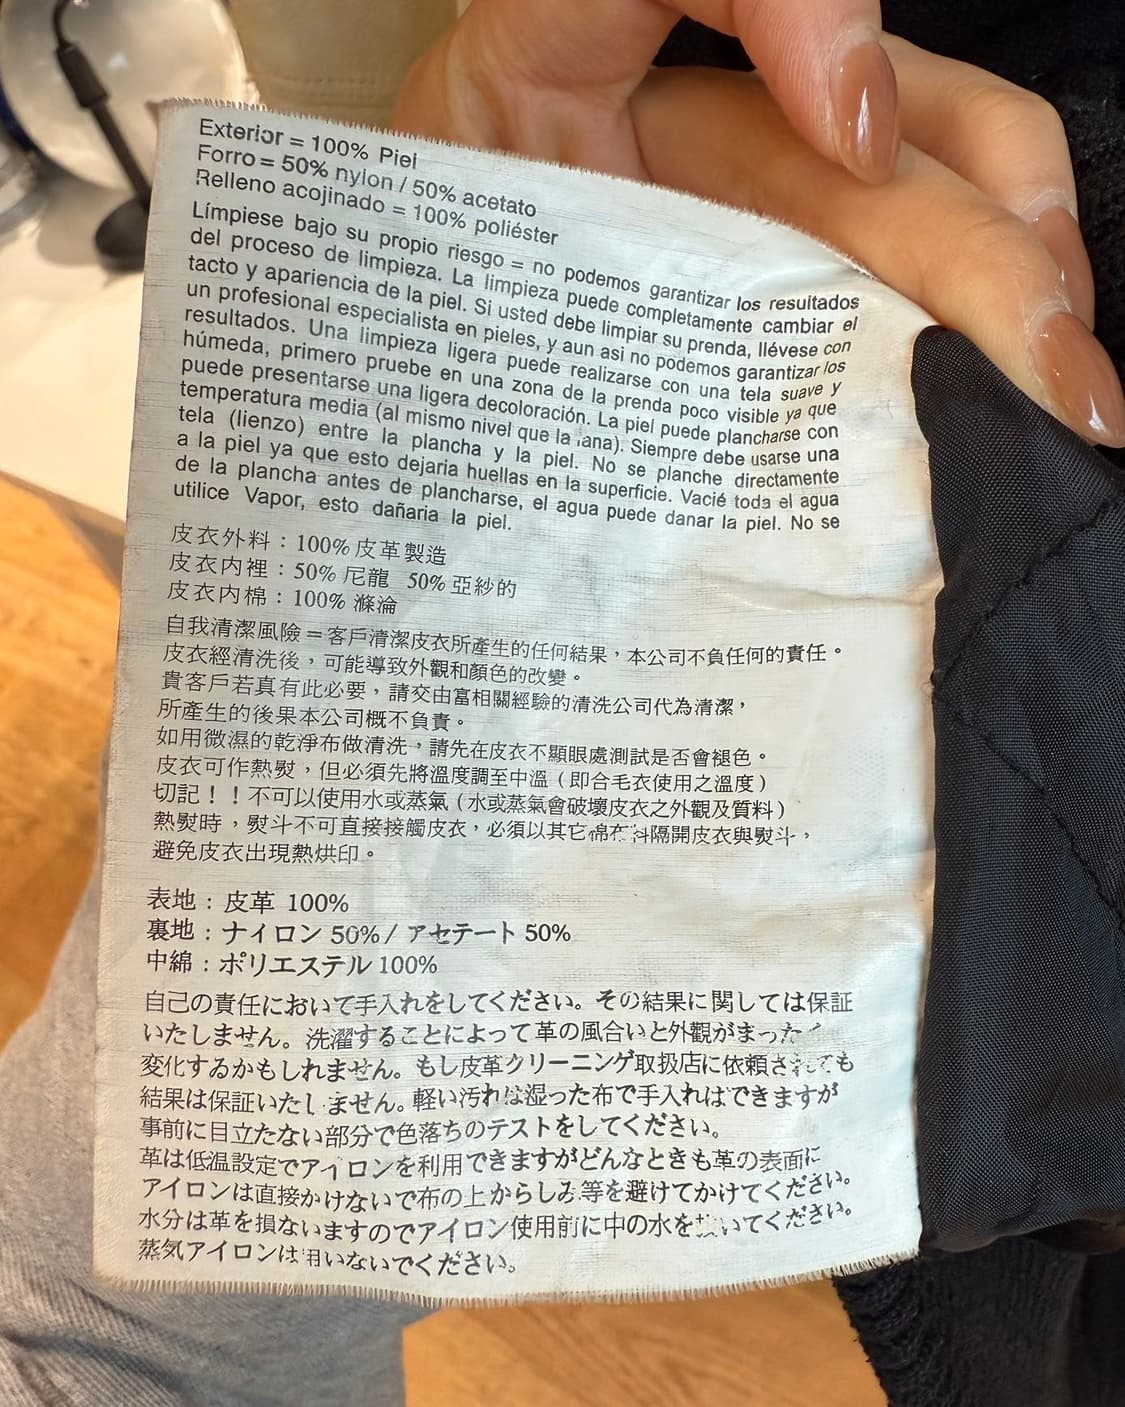 Exterior = 100% Piel
Forro = 50% nylon / 50% acetato
Relleno acojinado = 100% poliéster
Límpiese bajo su propio riesgo = no podemos garantizar los resultados
del proceso de limpieza. La limpieza puede completamente cambiar el
tacto y apariencia de la piel. Si usted debe limpiar su prenda, llévese con
un profesional especialista en pieles, y aun asi no podemos garantizar los
resultados. Una limpieza ligera puede realizarse con una tela suave y
húmeda, primero pruebe en una zona de la prenda poco visible ya que
puede presentarse una ligera decoloración. La piel puede plancharse con
temperatura media (al mismo nivel que la lana). Siempre debe usarse una
tela (lienzo) entre la plancha y la piel. No se planche directamente
a la piel ya que esto dejaria huellas en la superficie. Vacié toda el agua
de la plancha antes de plancharse, el agua puede danar la piel. No se
utilice Vapor, esto dañaria la piel.
皮衣外料：100% 皮革製造
皮衣內裡：50% 尼龍 50% 亞紗的
皮衣內棉：100% 滌淪
自我清潔風險＝客戶清潔皮衣所產生的任何結果，本公司不負任何的責任。
皮衣經清洗後，可能導致外觀和顏色的改變。
貴客戶若真有此必要，請交由富相關經驗的清洗公司代為清潔，
所產生的後果本公司概不負責。
如用微濕的乾淨布做清洗，請先在皮衣不顯眼處測試是否會褪色。
皮衣可作熱熨，但必須先將溫度調至中溫（即合毛衣使用之溫度）
切記！！不可以使用水或蒸氣（水或蒸氣會破壞皮衣之外觀及質料）
熱熨時，熨斗不可直接接觸皮衣，必須以其它棉布料隔開皮衣與熨斗，
避免皮衣出現熱烘印。
表地：皮革 100%
裏地：ナイロン 50% / アセテート 50%
中綿：ポリエステル 100%
自己の責任において手入れをしてください。その結果に関しては保証
いたしません。洗濯することによって革の風合いと外觀がまったく
変化するかもしれません。もし皮革クリーニング取扱店に依頼されても
結果は保証いたしません。軽い汚れは湿った布で手入れはできますが
事前に目立たない部分で色落ちのテストをしてください。
革は低温設定でアイロンを利用できますがどんなときも革の表面に
アイロンは直接かけないで布の上からしみ等を避けてかけてください。
水分は革を損ないますのでアイロン使用前に中の水を抜いてください。
蒸気アイロンは用いないでください。